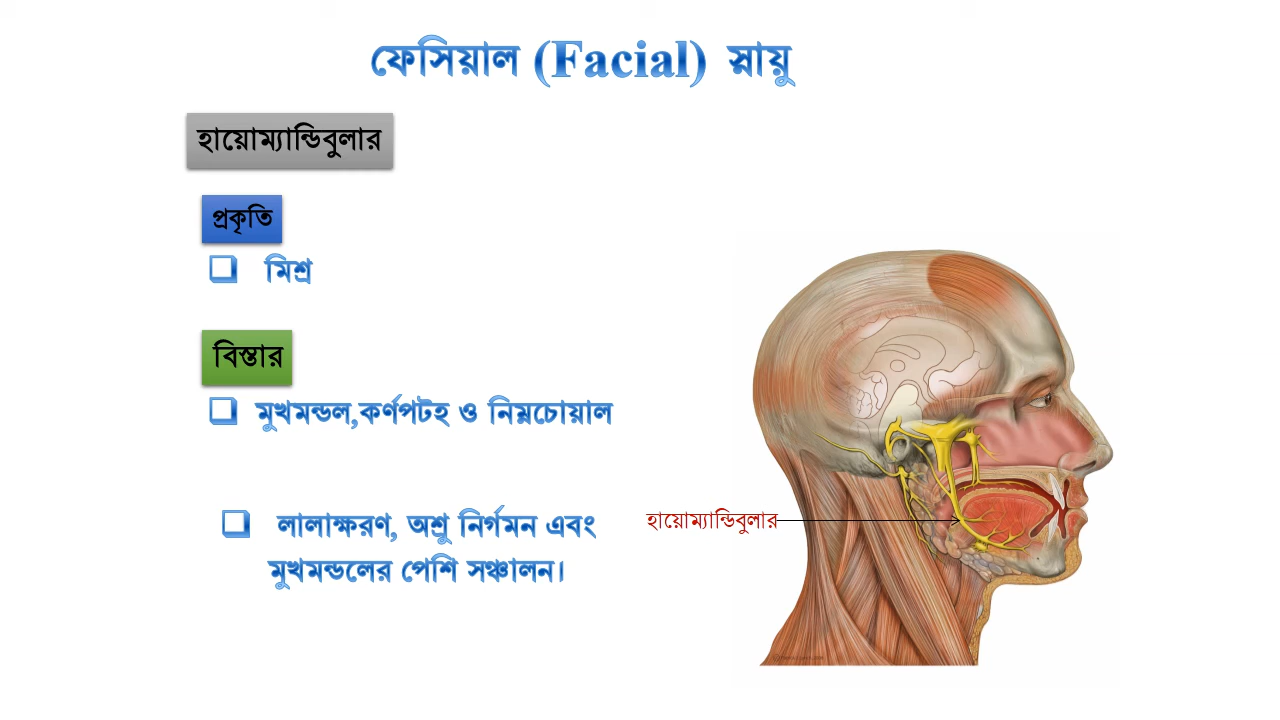 ফেসিয়াল (Facial) স্নায়ু
হায়োম্যান্ডিবুলার
প্রকৃতি
মিশ্র
বিস্তার
মুখমন্ডল,কর্ণপটহ ও নিম্নচোয়াল
লালাক্ষরণ, অশ্রু নির্গমন এবং
মুখমন্ডলের পেশি সঞ্চালন।
হায়োম্যান্ডিবুলার